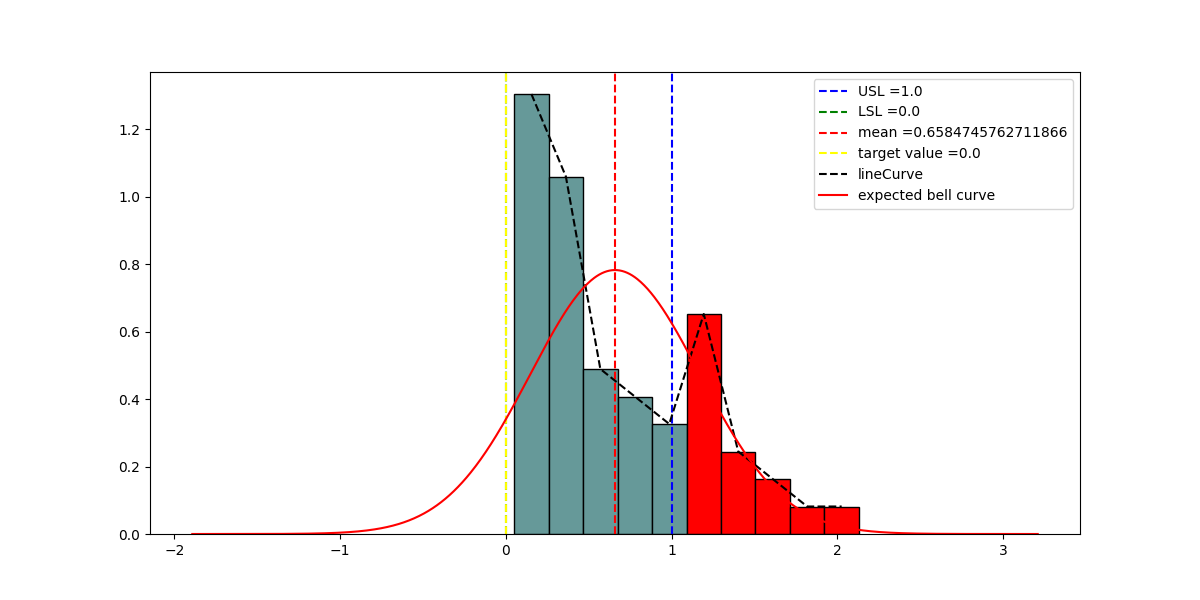 USL =1.0
LSL =0.0
mean =0.6584745762711866
target value =0.0
lineCurve
expected bell curve
1.2
1.0
0.8
0.6
0.4
0.2
0.0
−2 −1 0 1 2 3